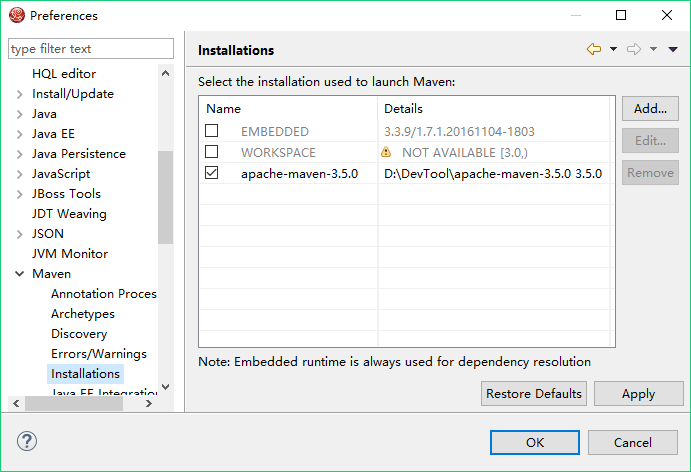 Preferences
type filter text
HQL editor
Install/Update
Java
Java EE
Java Persistence
JavaScript
JBoss Tools
JDT Weaving
JSON
JVM Monitor
Maven
Annotation Proces
Archetypes
Discovery
Errors/Warnings
Installations
Java EE Integration
Installations
Select the installation used to launch Maven:
Name Details
EMBEDDED 3.3.9/1.7.1.20161104-1803
WORKSPACE NOT AVAILABLE [3.0,)
apache-maven-3.5.0 D:\DevTool\apache-maven-3.5.0 3.5.0
Add...
Edit...
Remove
Note: Embedded runtime is always used for dependency resolution
Restore Defaults Apply
? OK Cancel